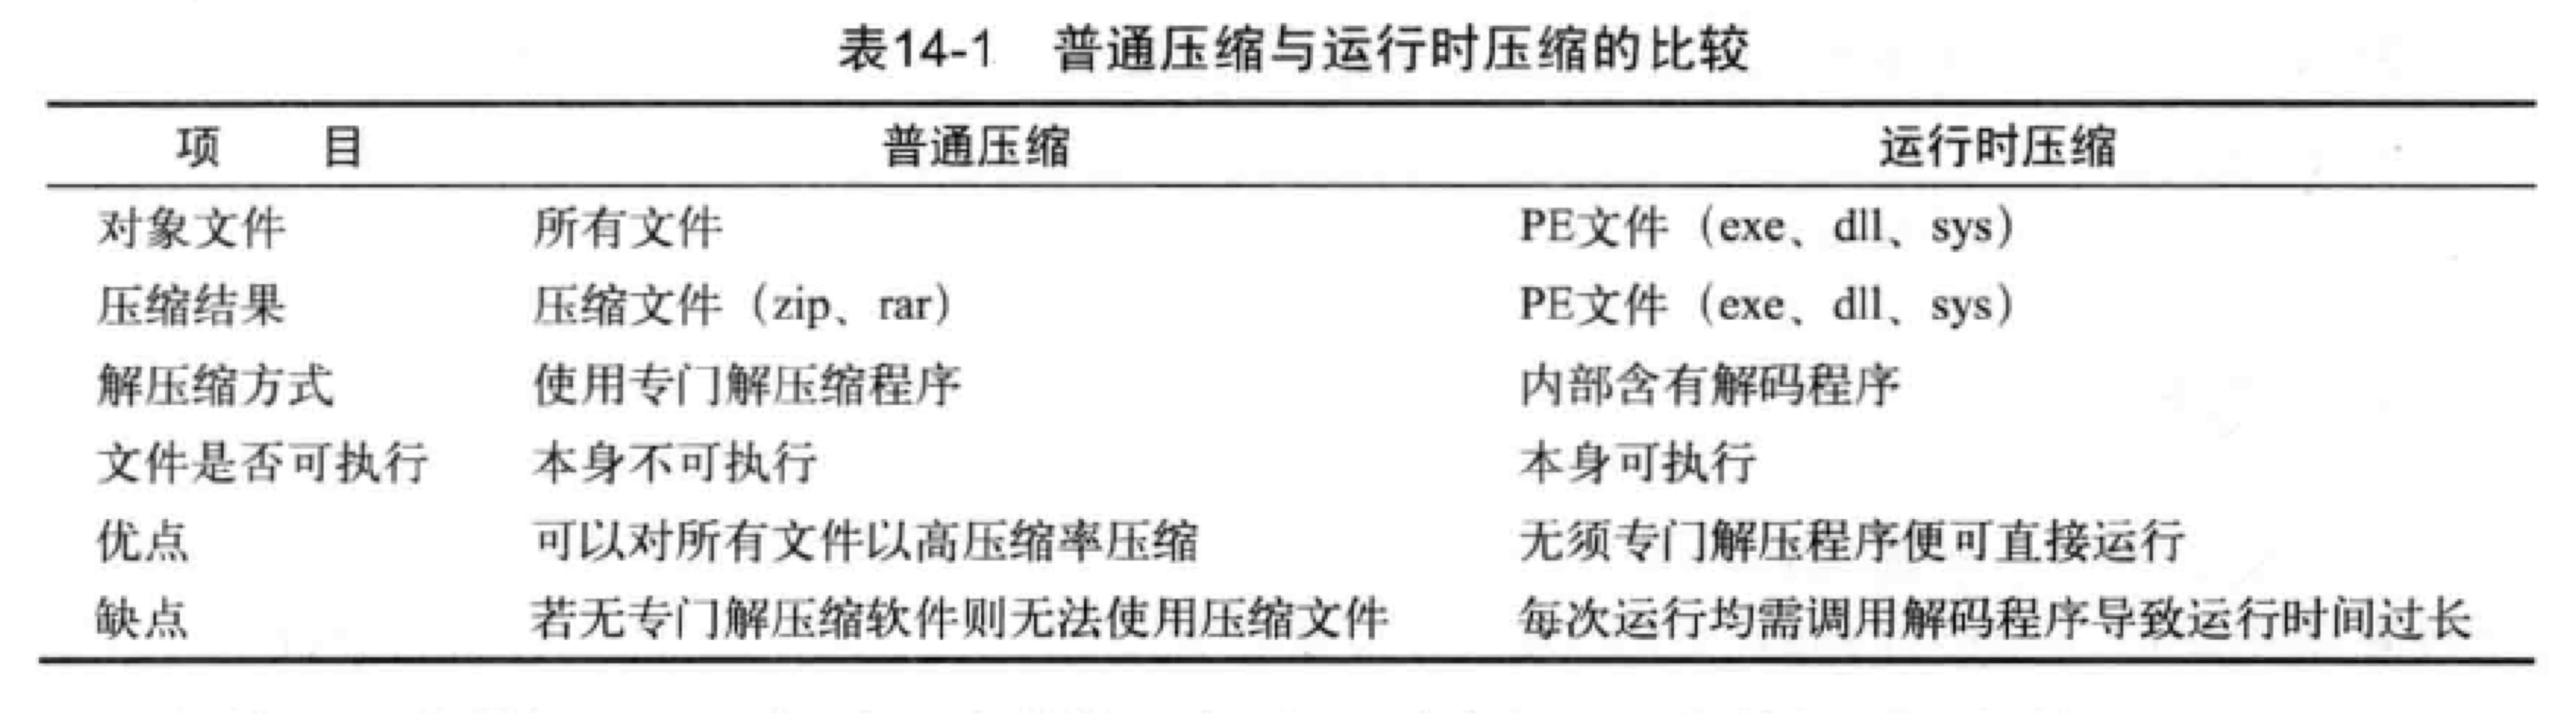 表14-1 普通压缩与运行时压缩的比较
项 目 普通压缩 运行时压缩
对象文件 所有文件 PE文件（exe、dll、sys）
压缩结果 压缩文件（zip、rar） PE文件（exe、dll、sys）
解压缩方式 使用专门解压缩程序 内部含有解码程序
文件是否可执行 本身不可执行 本身可执行
优点 可以对所有文件以高压缩率压缩 无须专门解压程序便可直接运行
缺点 若无专门解压缩软件则无法使用压缩文件 每次运行均需调用解码程序导致运行时间过长